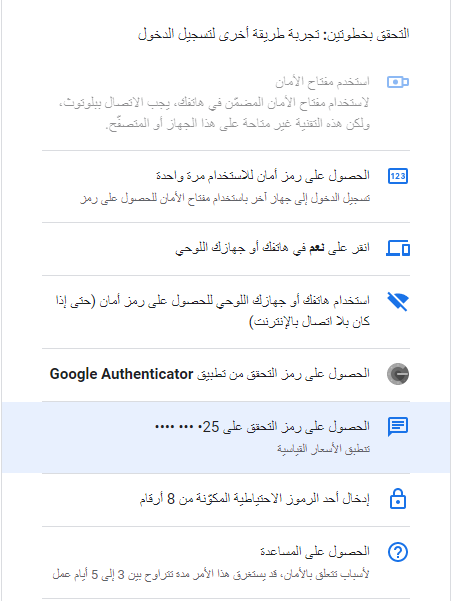 التحقق بخطوتين: تجربة طريقة أخرى لتسجيل الدخول
استخدم مفتاح الأمان
لاستخدام مفتاح الأمان المضمّن في هاتفك، يجب الاتصال ببلوتوث،
ولكن هذه التقنية غير متاحة على هذا الجهاز أو المتصفّح.
123
الحصول على رمز أمان للاستخدام مرة واحدة
تسجيل الدخول إلى جهاز آخر باستخدام مفتاح الأمان للحصول على رمز
انقر على نعم في هاتفك أو جهازك اللوحي
استخدام هاتفك أو جهازك اللوحي للحصول على رمز أمان (حتى إذا
كان بلا اتصال بالإنترنت)
الحصول على رمز التحقق من تطبيق Google Authenticator
الحصول على رمز التحقق على 25• ••• ••••
تنطبق الأسعار القياسية
إدخال أحد الرموز الاحتياطية المكوّنة من 8 أرقام
الحصول على المساعدة
لأسباب تتعلق بالأمان، قد يستغرق هذا الأمر مدة تتراوح بين 3 إلى 5 أيام عمل